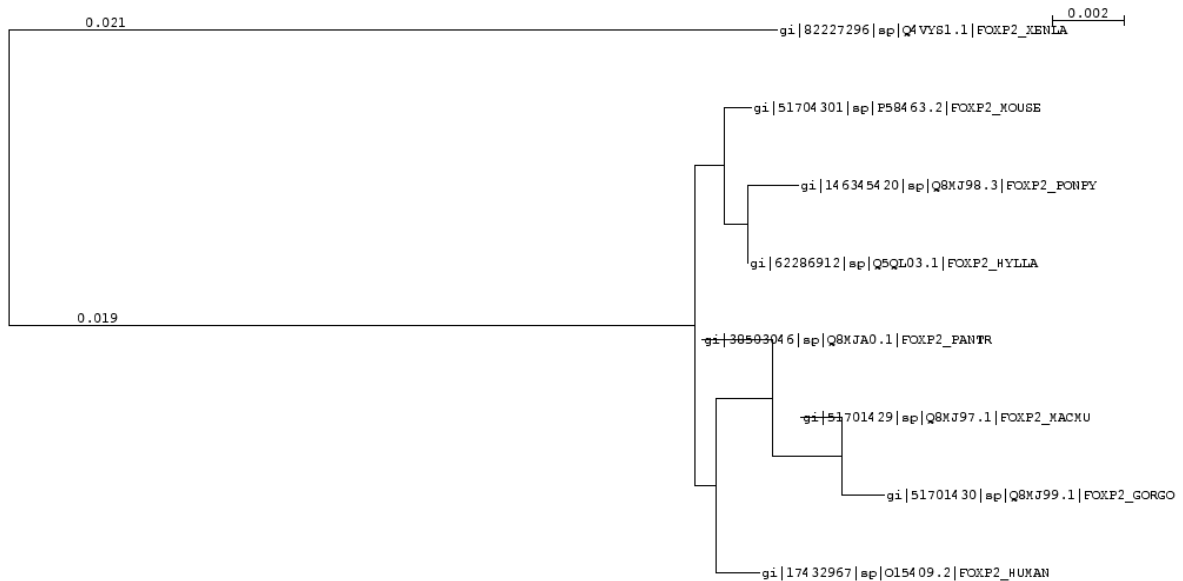 0.021
0.002
gi|82227296|sp|Q4VYS1.1|FOXP2_XENLA
gi|51704301|sp|P58463.2|FOXP2_MOUSE
gi|146345420|sp|Q8MJ98.3|FOXP2_PONPY
gi|62286912|sp|Q5QL03.1|FOXP2_HYLLA
0.019
gi|38503046|sp|Q8MJA0.1|FOXP2_PANTR
gi|51701429|sp|Q8MJ97.1|FOXP2_MACMU
gi|51701430|sp|Q8MJ99.1|FOXP2_GORGO
gi|17432967|sp|O15409.2|FOXP2_HUMAN